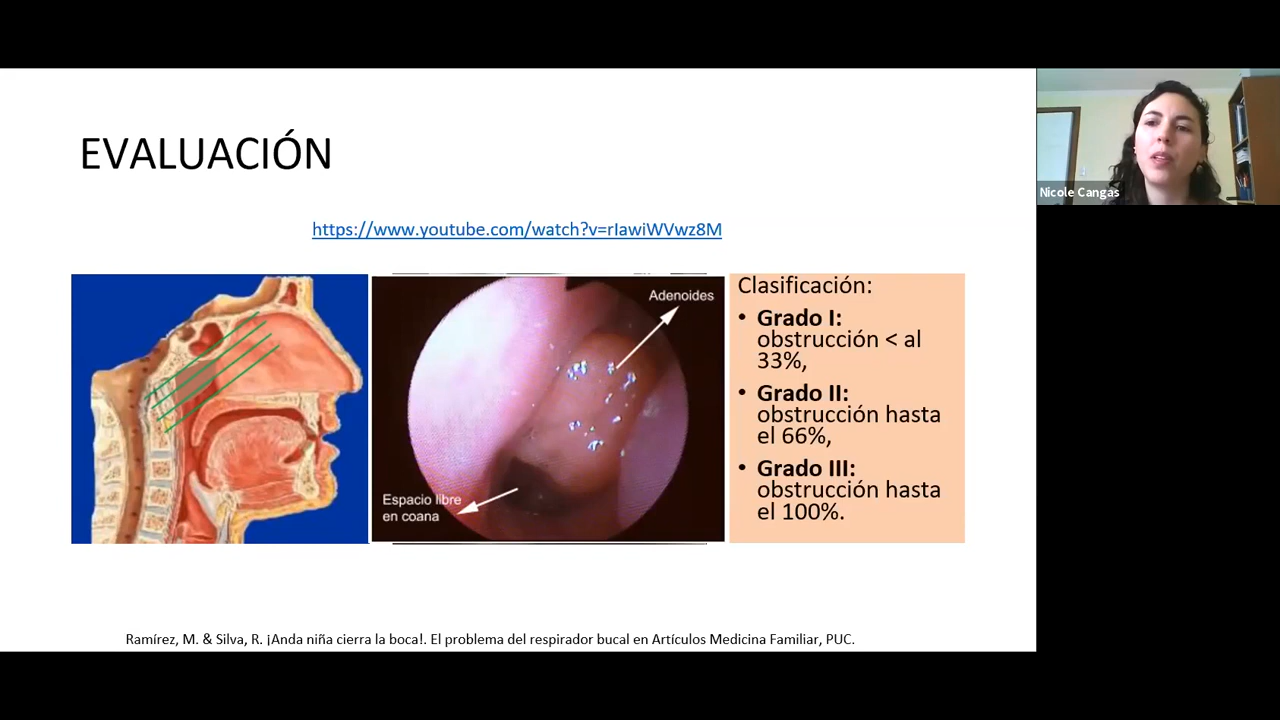 EVALUACIÓN
https://www.youtube.com/watch?v=rIawiWVwz8M
Adenoides
Espacio libre
en coana
Clasificación:
• Grado I:
obstrucción < al
33%,
• Grado II:
obstrucción hasta
el 66%,
• Grado III:
obstrucción hasta
el 100%.
Ramírez, M. & Silva, R. ¡Anda niña cierra la boca!. El problema del respirador bucal en Artículos Medicina Familiar, PUC.
Nicole Cangas